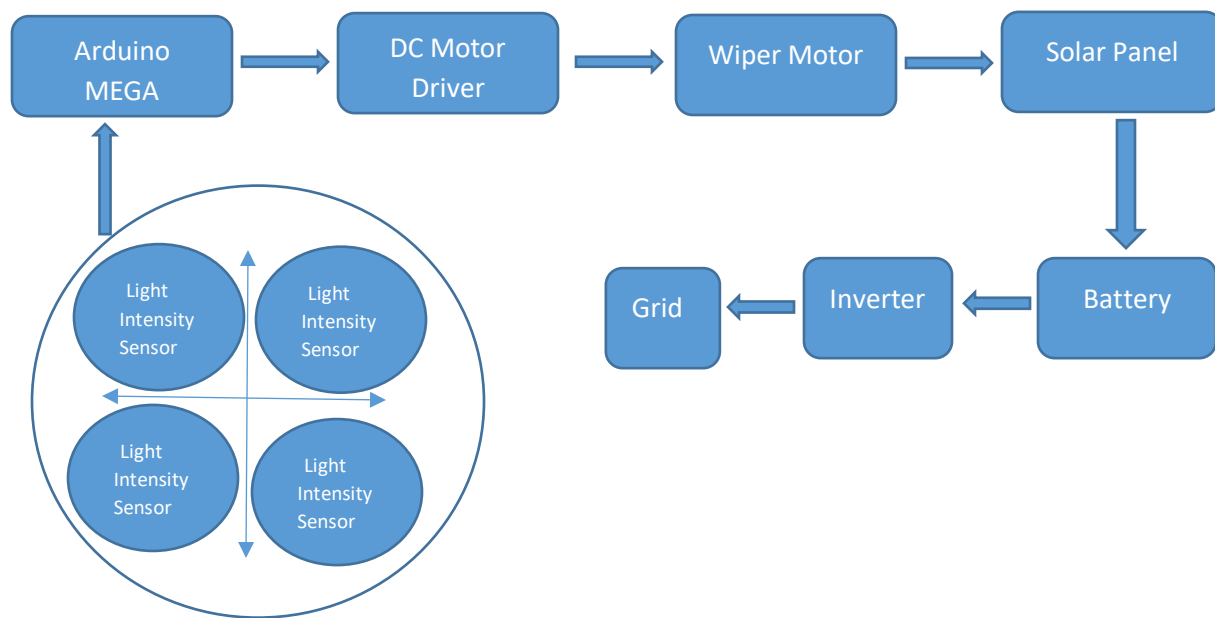 Arduino
MEGA
DC Motor
Driver
Wiper Motor
Solar Panel
Grid
Inverter
Battery
Light
Intensity
Sensor
Light
Intensity
Sensor
Light
Intensity
Sensor
Light
Intensity
Sensor